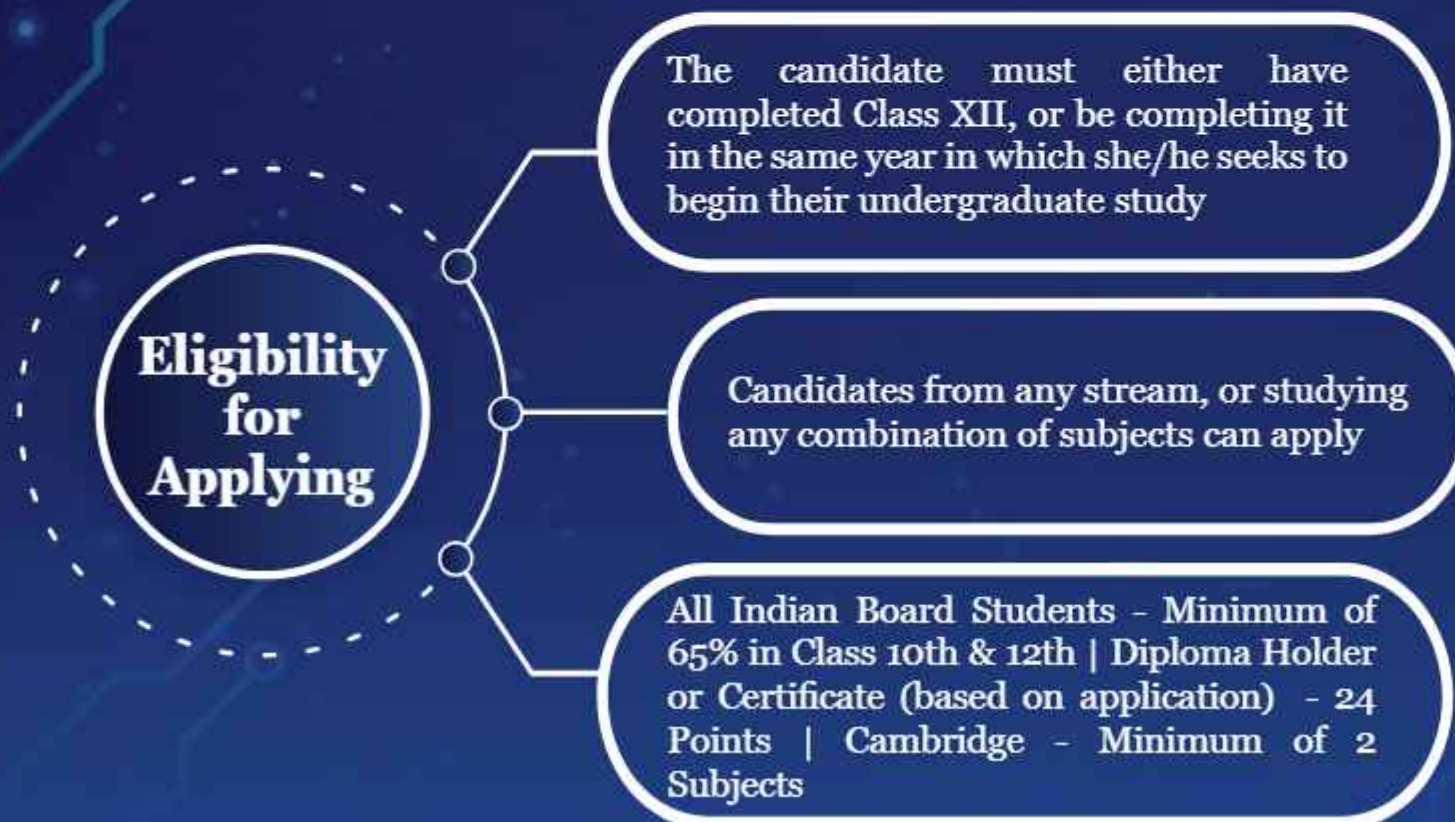 Eligibility
for
Applying
The candidate must either have
completed Class XII, or be completing it
in the same year in which she/he seeks to
begin their undergraduate study
Candidates from any stream, or studying
any combination of subjects can apply
All Indian Board Students - Minimum of
65% in Class 10th & 12th | Diploma Holder
or Certificate (based on application) - 24
Points | Cambridge - Minimum of 2
Subjects